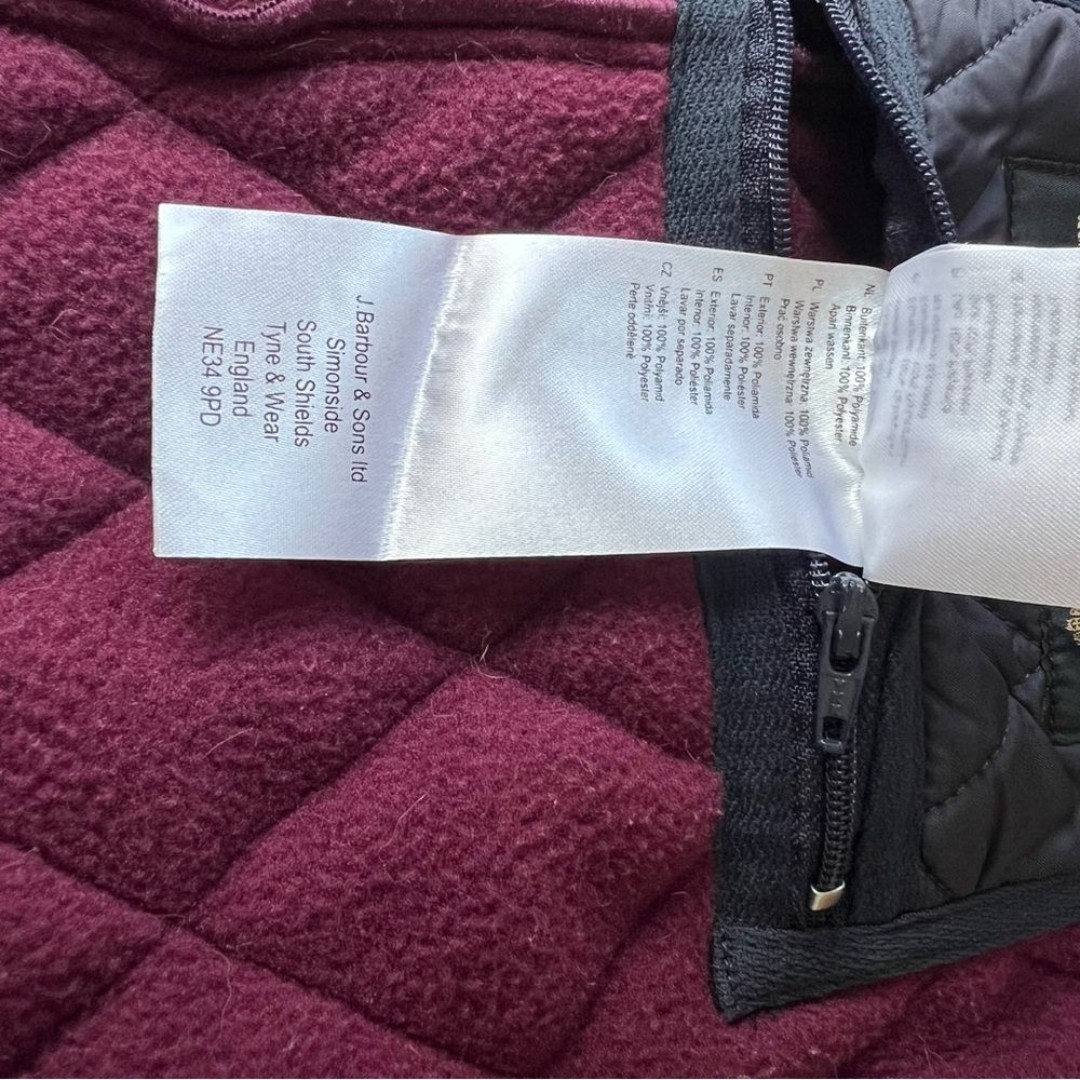 NL Buitenkant: 100% Polyamide
Binnenkant: 100% Polyester
Apart wassen
PL Warstwa zewnętrzna: 100% Poliamid
Warstwa wewnętrzna: 100% Poliester
Prać osobno
PT Exterior: 100% Poliamida
Interior: 100% Poliéster
Lavar separadamente
ES Exterior: 1100% Poliamida
Interior: 100% Poliéster
Lavar por separado
CZ Vnější: 100% Polyamid
Vnitřní: 100% Polyester
Perte odděleně
J.Barbour & Sons ltd
Simonside
South Shields
Tyne & Wear
England
NE34 9PD